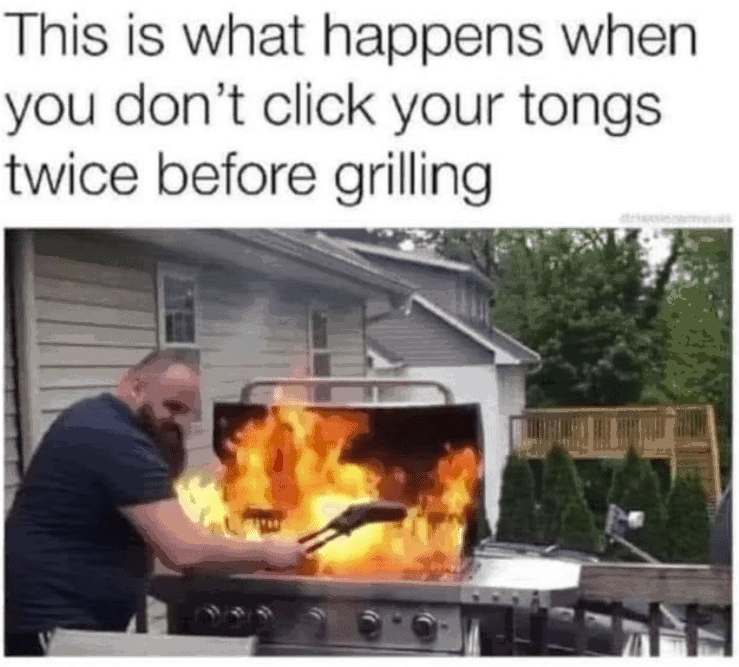 This is what happens when
you don’t click your tongs
twice before grilling